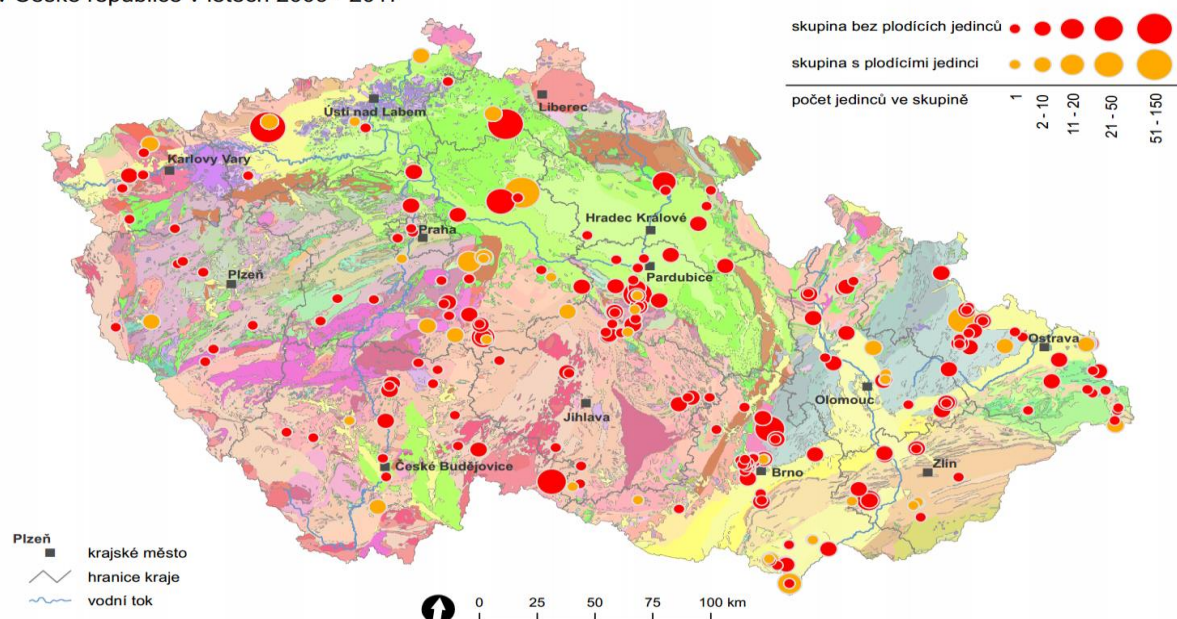 České republice v letech 2000 - 2017
skupina bez plodících jedinců
skupina s plodícími jedinci
počet jedinců ve skupině
1
2 - 10
11 - 20
21 - 50
51 - 150
Liberec
Ústí nad Labem
Karlovy Vary
Hradec Králové
Praha
Pardubice
Plzeň
Ostrava
Olomouc
Jihlava
České Budějovice
Brno
Zlín
Plzeň
krajské město
hranice kraje
vodní tok
0 25 50 75 100 km